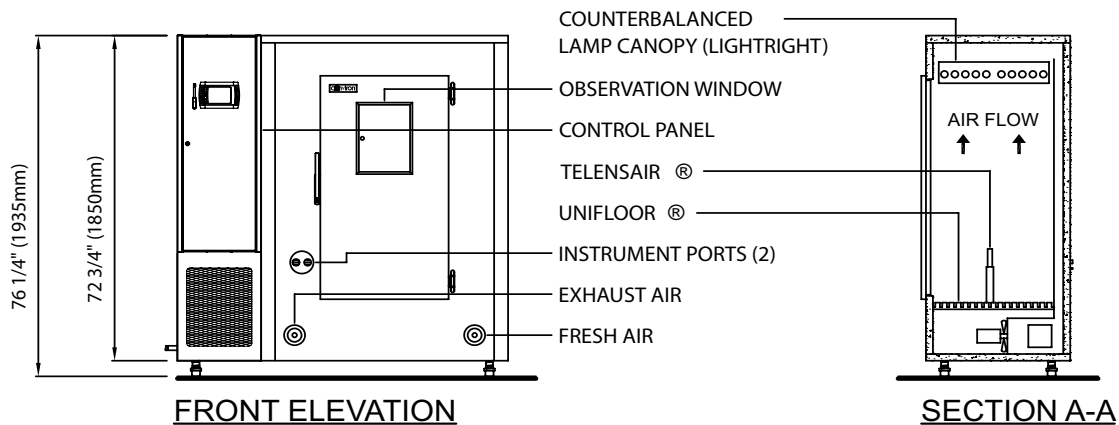 COUNTERBALANCED
LAMP CANOPY (LIGHTRIGHT)
OBSERVATION WINDOW
CONTROL PANEL
TELENSAIR ®
UNIFLOOR ®
INSTRUMENT PORTS (2)
EXHAUST AIR
FRESH AIR
AIR FLOW
76 1/4" (1935mm)
72 3/4" (1850mm)
FRONT ELEVATION
SECTION A-A